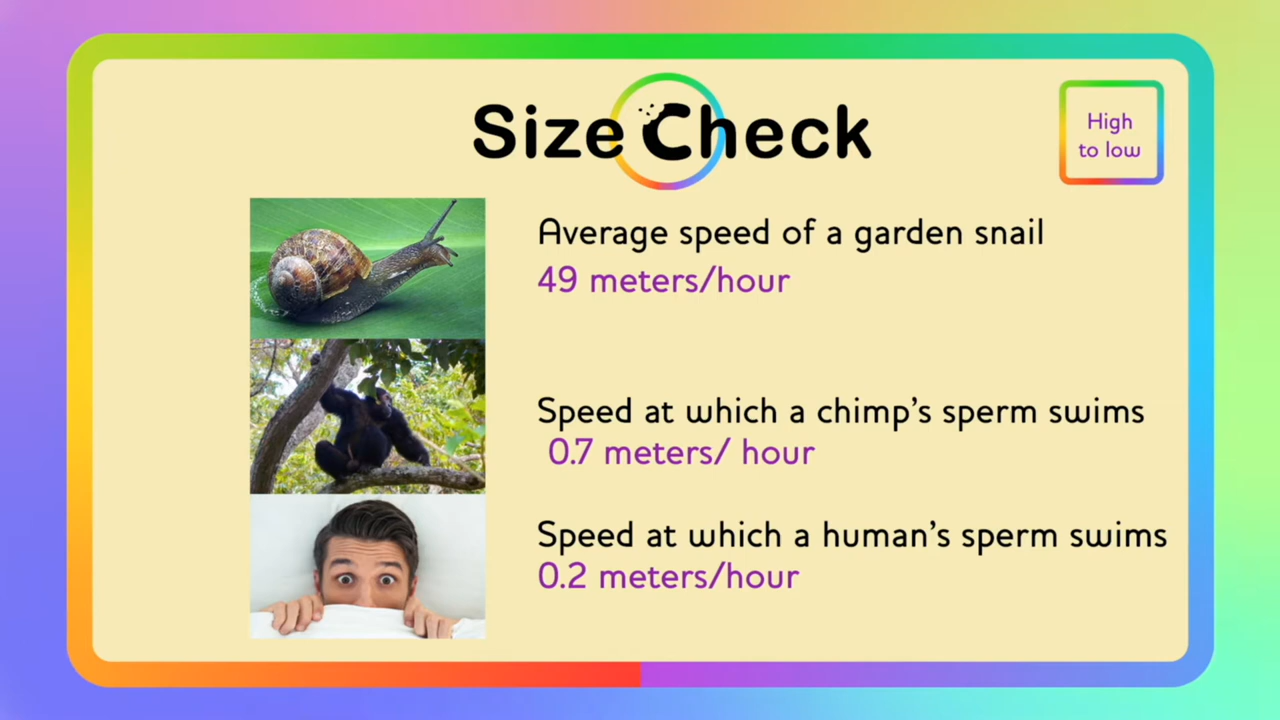 Size Check
High
to low
Average speed of a garden snail
49 meters/hour
Speed at which a chimp's sperm swims
0.7 meters/ hour
Speed at which a human's sperm swims
0.2 meters/hour